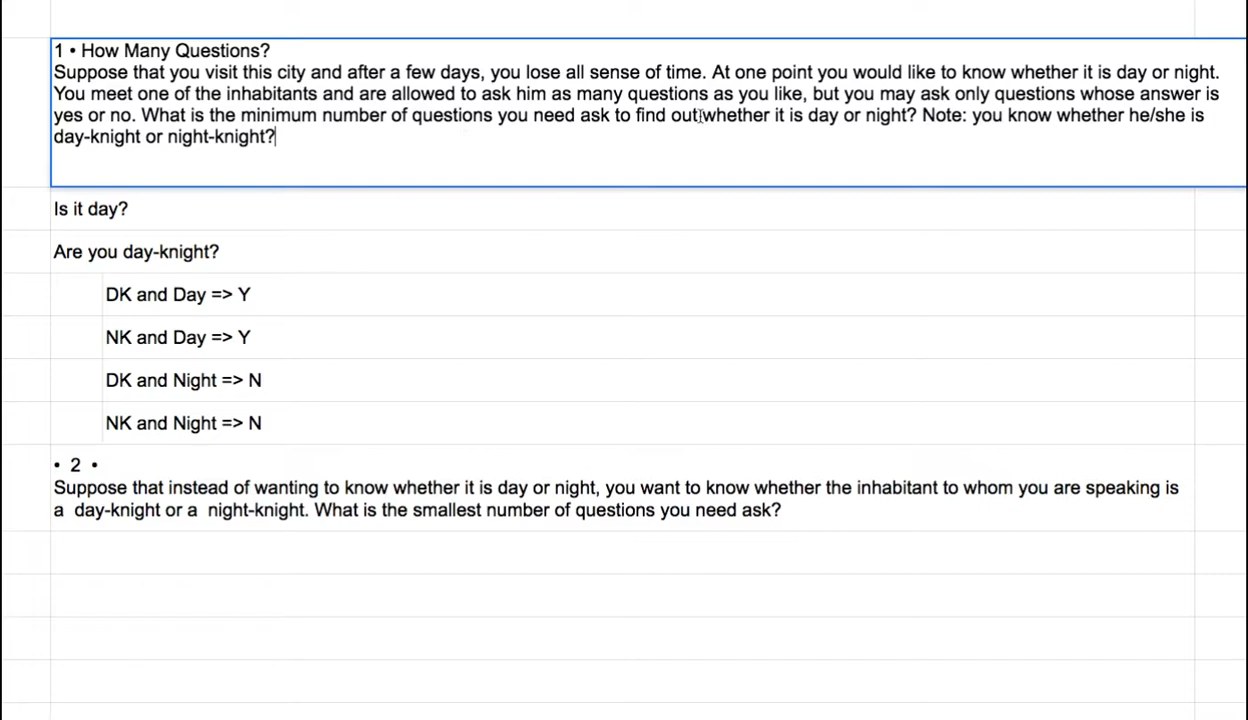 1 • How Many Questions?
Suppose that you visit this city and after a few days, you lose all sense of time. At one point you would like to know whether it is day or night.
You meet one of the inhabitants and are allowed to ask him as many questions as you like, but you may ask only questions whose answer is
yes or no. What is the minimum number of questions you need ask to find out whether it is day or night? Note: you know whether he/she is
day-knight or night-knight?
Is it day?
Are you day-knight?
DK and Day => Y
NK and Day => Y
DK and Night => N
NK and Night => N
• 2 •
Suppose that instead of wanting to know whether it is day or night, you want to know whether the inhabitant to whom you are speaking is
a day-knight or a night-knight. What is the smallest number of questions you need ask?